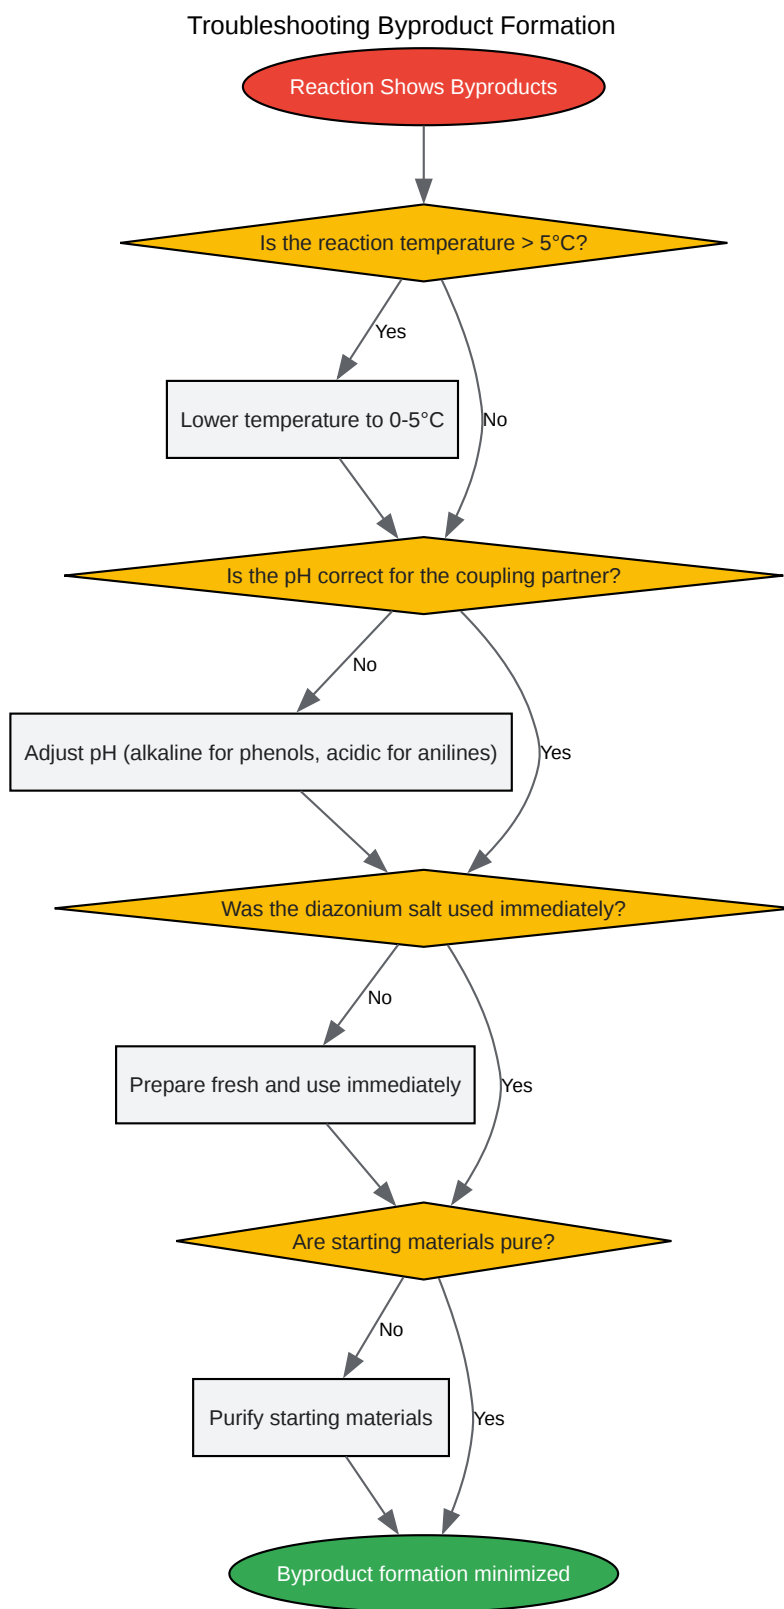 Troubleshooting Byproduct Formation
Reaction Shows Byproducts
Is the reaction temperature > 5°C?
Yes
Lower temperature to 0-5°C
No
Is the pH correct for the coupling partner?
No
Adjust pH (alkaline for phenols, acidic for anilines)
Yes
Was the diazonium salt used immediately?
No
Prepare fresh and use immediately
Yes
Are starting materials pure?
No
Purify starting materials
Yes
Byproduct formation minimized